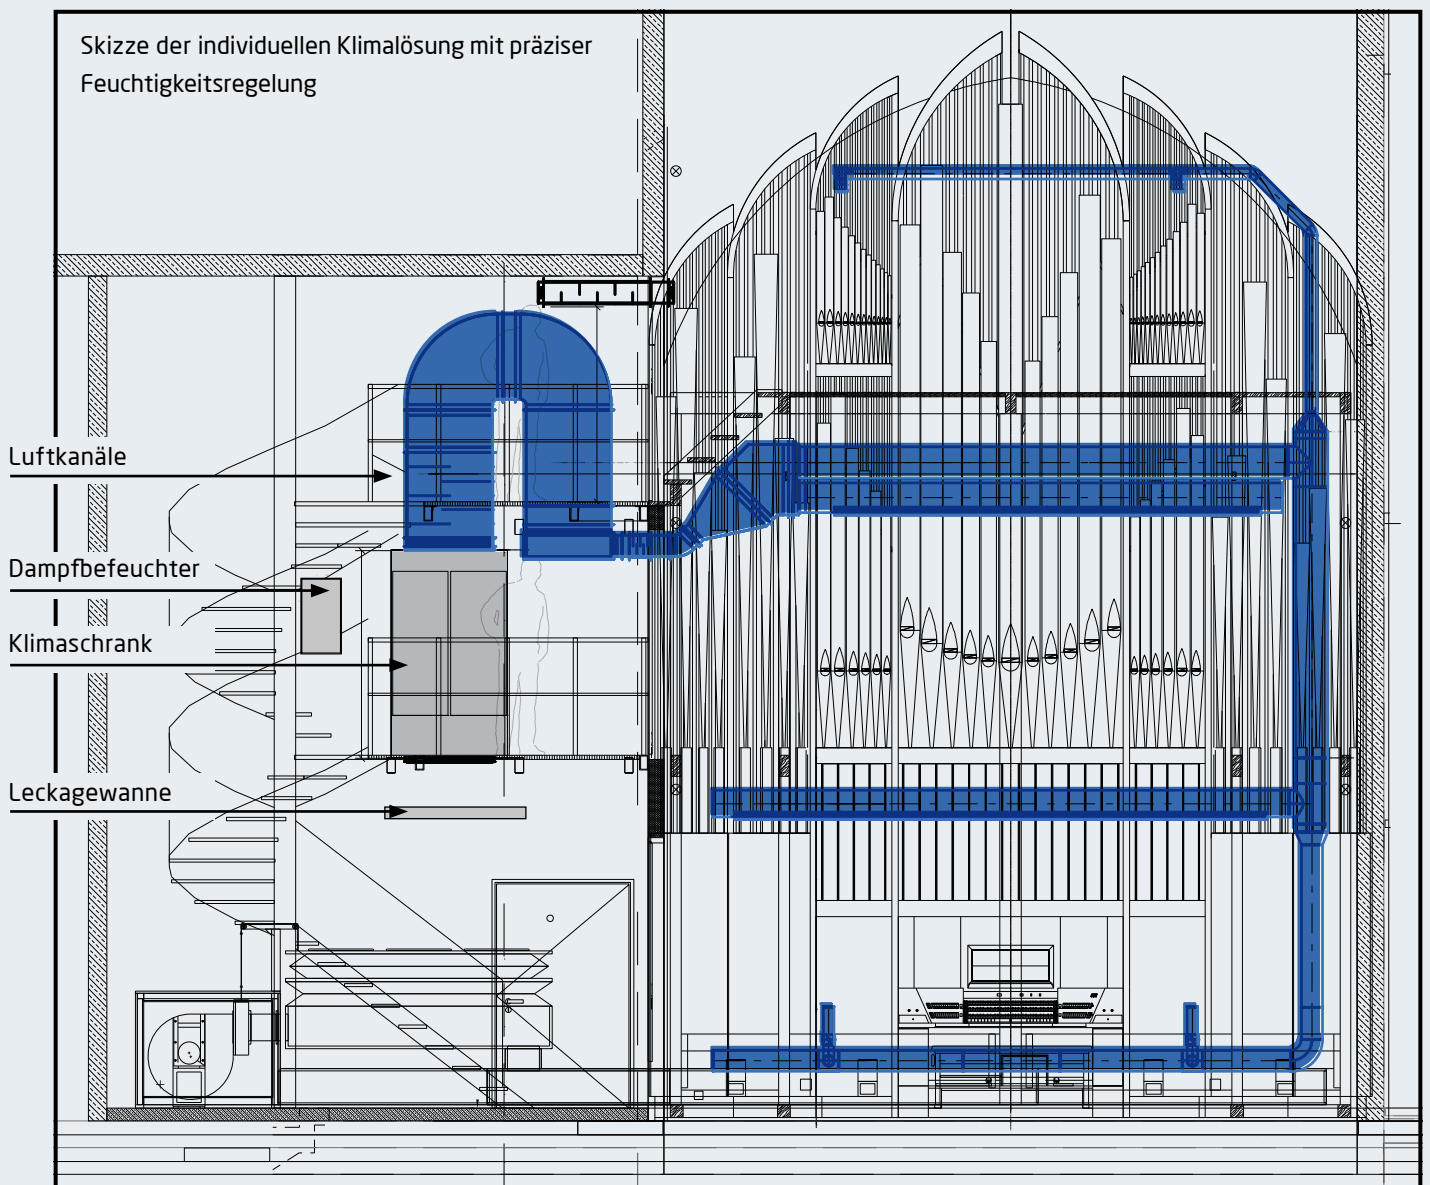 Skizze der individuellen Klimalösung mit präziser
Feuchtigkeitsregelung
Luftkanäle
Dampfbefeuchter
Klimaschrank
Leckagewanne